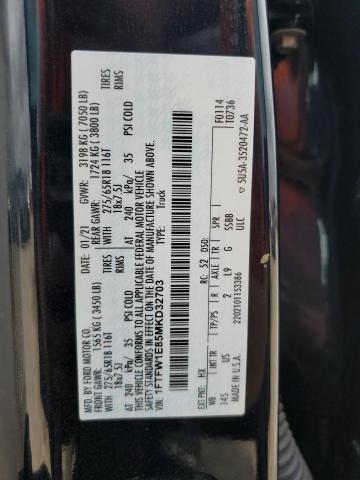 MFD. BY FORD MOTOR CO.
DATE: 01/21 GVWR: 3198 KG ( 7050 LB)
FRONT GAWR: 1565 KG ( 3450 LB) REAR GAWR: 1724 KG ( 3800 LB)
WITH 275/65R18 116T TIRES WITH 275/65R18 116T TIRES
18x7.5J RIMS 18x7.5J RIMS
AT 240 kPa/ 35 PSI COLD AT 240 kPa/ 35 PSI COLD
THIS VEHICLE CONFORMS TO ALL APPLICABLE FEDERAL MOTOR VEHICLE
SAFETY STANDARDS IN EFFECT ON THE DATE OF MANUFACTURE SHOWN ABOVE.
VIN: 1FTFW1E85MKD32703
TYPE: Truck
F0114
T0736
EXT PNT: HX RC: 52 DSO:
WB INT TR TP/PS R AXLE TR SPR
145 US 2 L9 G SSBB
ULC
2202101153386
MADE IN U.S.A. 5U5A-3520472-AA